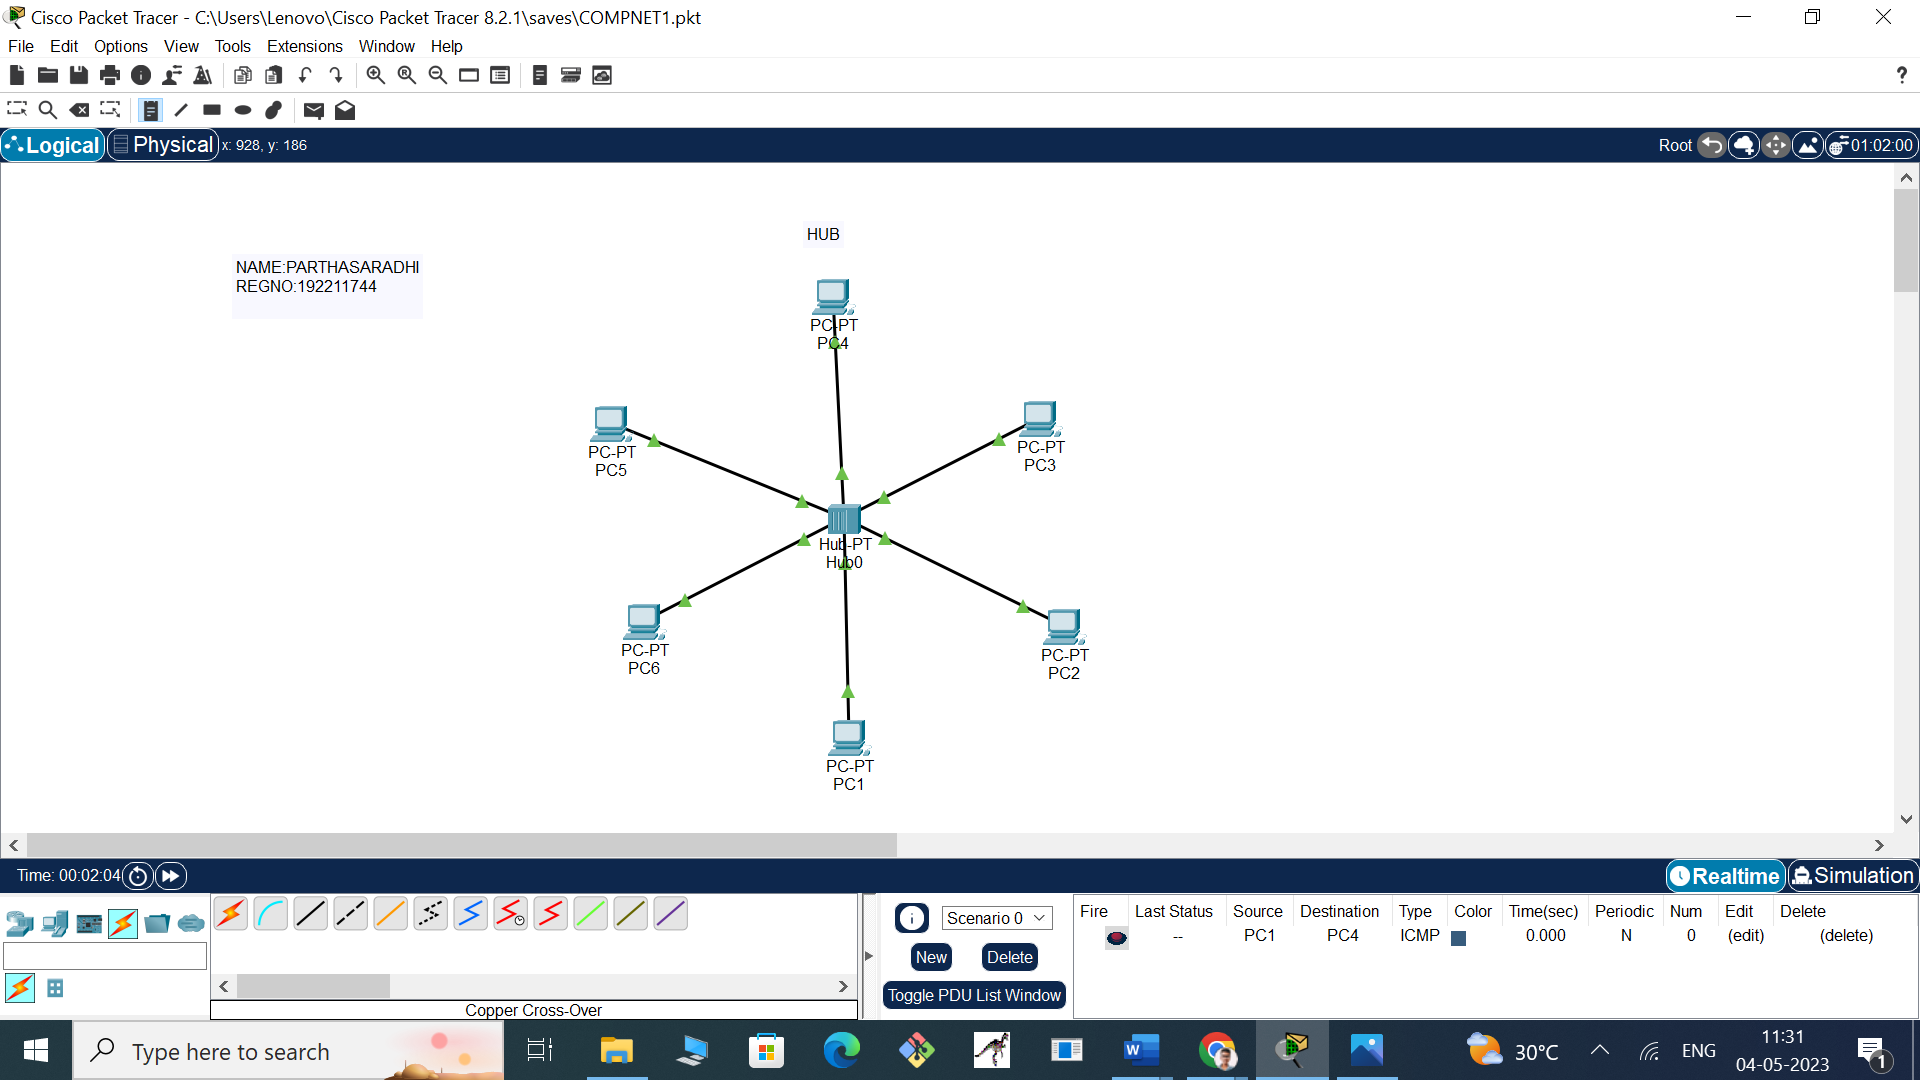 Cisco Packet Tracer - C:\Users\Lenovo\Cisco Packet Tracer 8.2.1\saves\COMPNET1.pkt
File Edit Options View Tools Extensions Window Help
?
Logical Physical x: 928, y: 186 Root 01:02:00
HUB
NAME:PARTHASARADHI
REGNO:192211744
PC-PT
PC4
PC-PT
PC5
PC-PT
PC3
Hub-PT
Hub0
PC-PT
PC6
PC-PT
PC2
PC-PT
PC1
Time: 00:02:04 Realtime Simulation
Scenario 0
New Delete
Toggle PDU List Window
Copper Cross-Over
Fire Last Status Source Destination Type Color Time(sec) Periodic Num Edit Delete
-- PC1 PC4 ICMP 0.000 N 0 (edit) (delete)
Type here to search
30°C ENG
11:31
04-05-2023
1